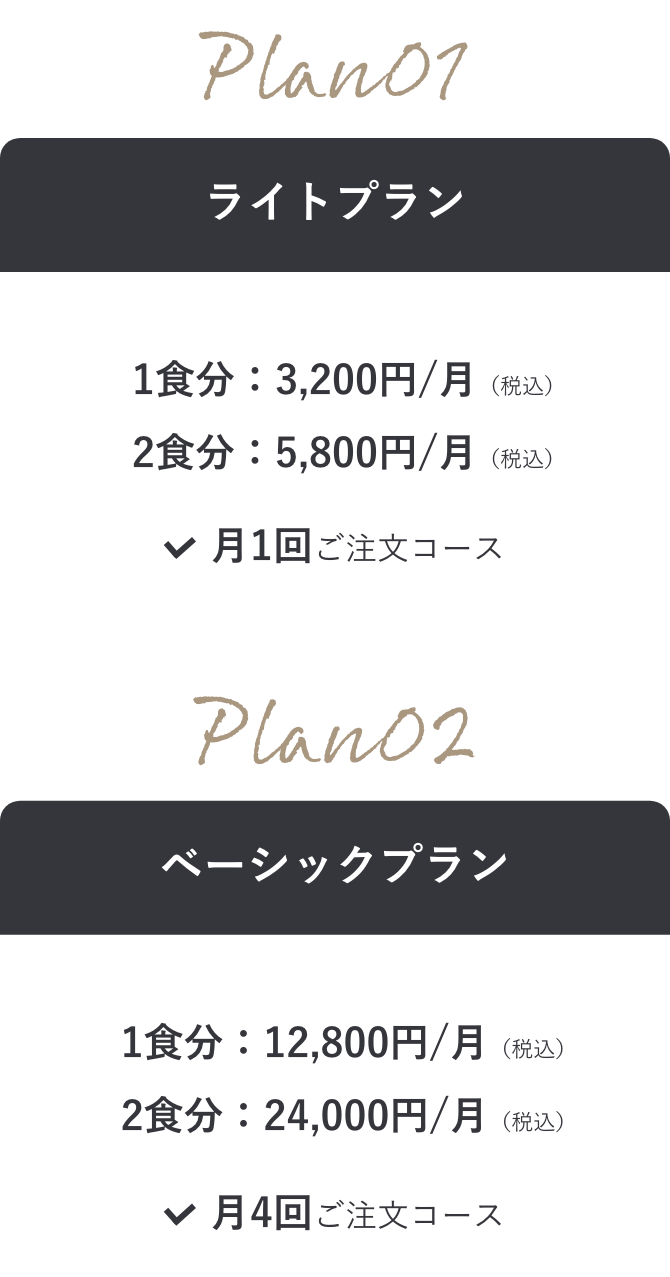 Plan01
ライトプラン
1食分：3,200円/月（税込）
2食分：5,800円/月（税込）
月1回ご注文コース
Plan02
ベーシックプラン
1食分：12,800円/月（税込）
2食分：24,000円/月（税込）
月4回ご注文コース